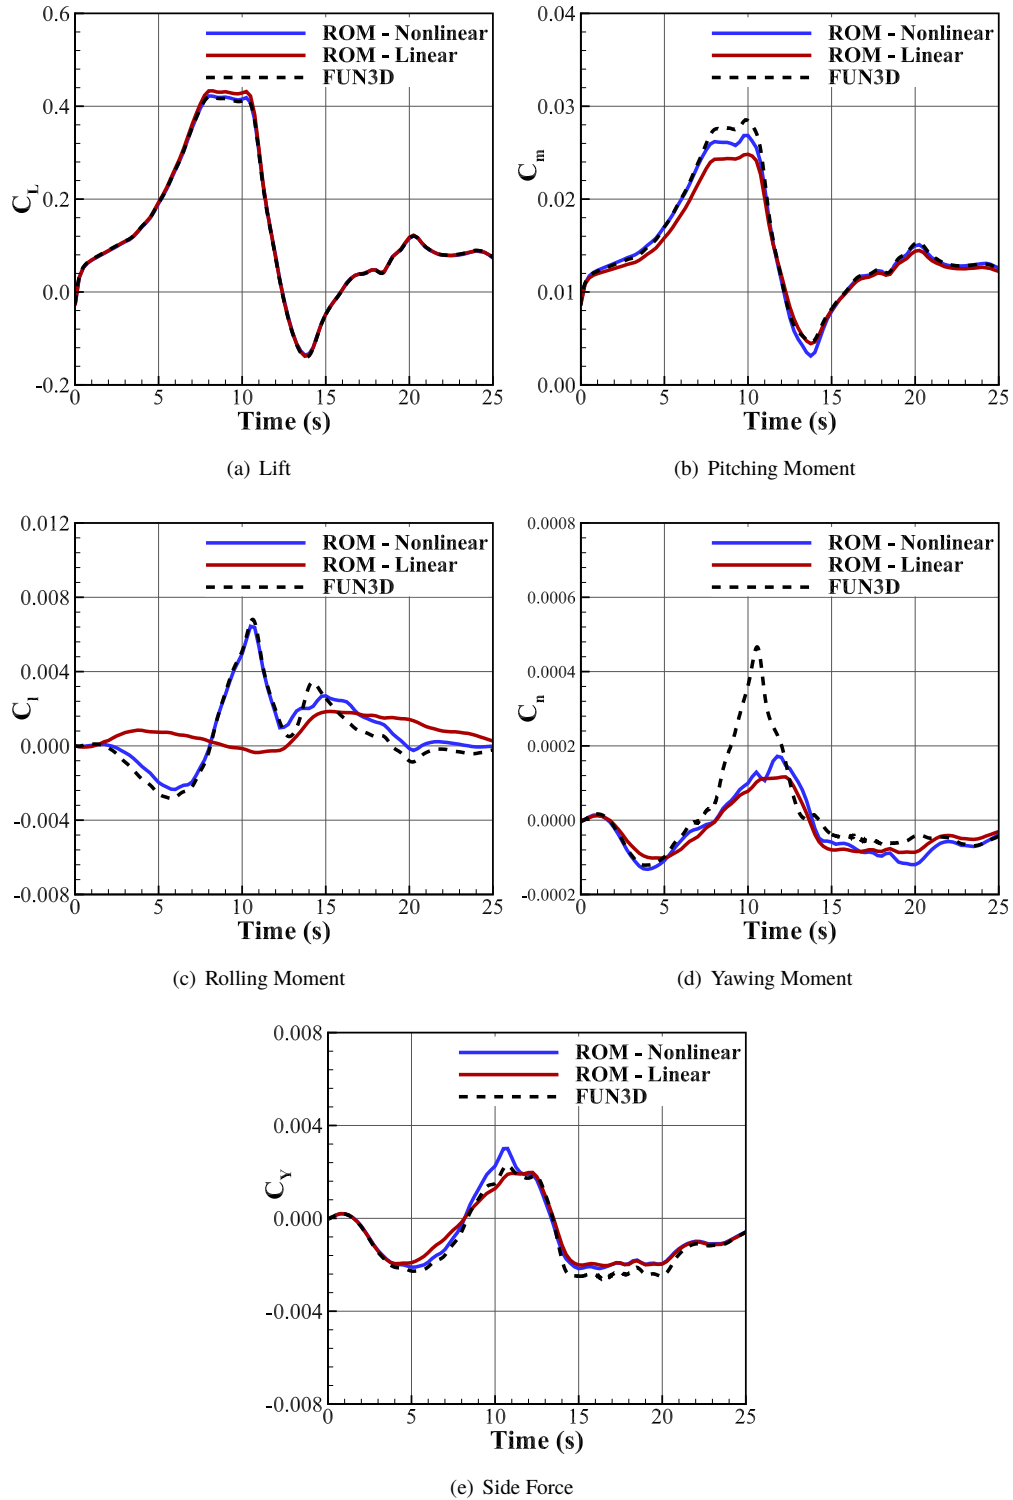 0.6
0.4
0.2
0.0
-0.2
C_L
ROM - Nonlinear
ROM - Linear
FUN3D
0 5 10 15 20 25
Time (s)
(a) Lift
0.04
0.03
0.02
0.01
0.00
C_m
ROM - Nonlinear
ROM - Linear
FUN3D
0 5 10 15 20 25
Time (s)
(b) Pitching Moment
0.012
0.008
0.004
0.000
-0.004
-0.008
C_l
ROM - Nonlinear
ROM - Linear
FUN3D
0 5 10 15 20 25
Time (s)
(c) Rolling Moment
0.0008
0.0006
0.0004
0.0002
0.0000
-0.0002
C_n
ROM - Nonlinear
ROM - Linear
FUN3D
0 5 10 15 20 25
Time (s)
(d) Yawing Moment
0.008
0.004
0.000
-0.004
-0.008
C_Y
ROM - Nonlinear
ROM - Linear
FUN3D
0 5 10 15 20 25
Time (s)
(e) Side Force